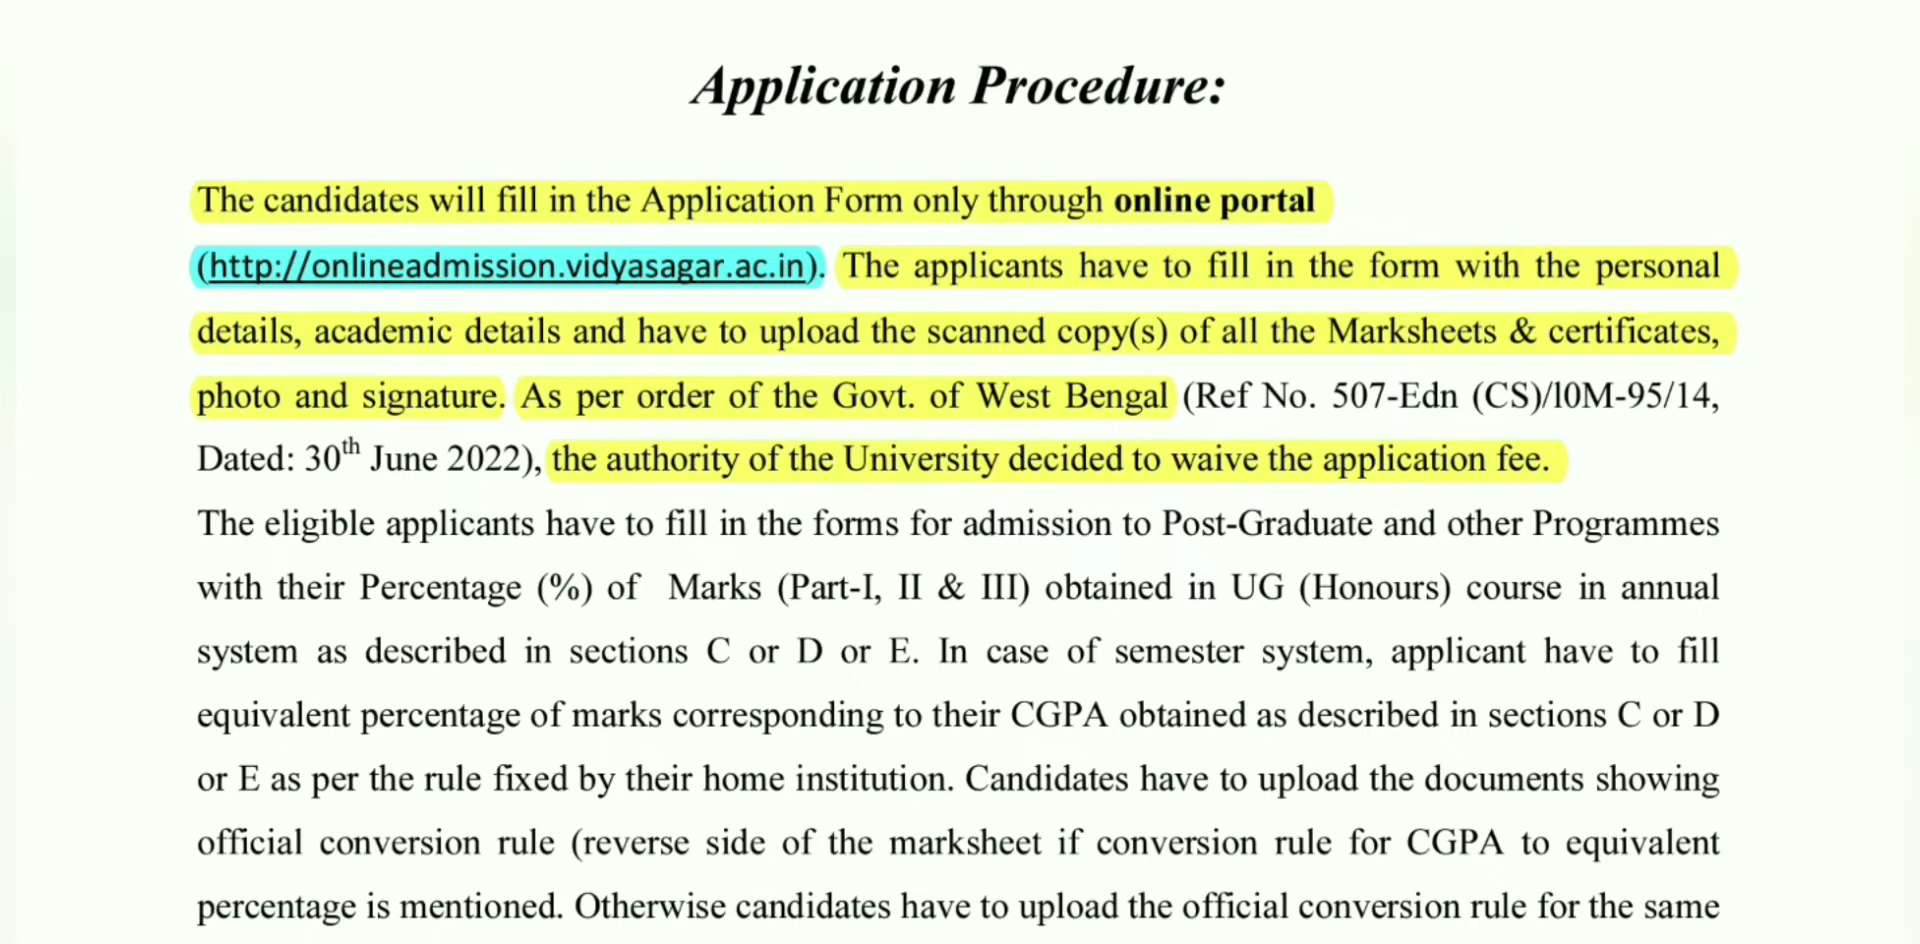 Application Procedure:
The candidates will fill in the Application Form only through online portal
(http://onlineadmission.vidyasagar.ac.in). The applicants have to fill in the form with the personal
details, academic details and have to upload the scanned copy(s) of all the Marksheets & certificates,
photo and signature. As per order of the Govt. of West Bengal (Ref No. 507-Edn (CS)/l0M-95/14,
Dated: 30th June 2022), the authority of the University decided to waive the application fee.
The eligible applicants have to fill in the forms for admission to Post-Graduate and other Programmes
with their Percentage (%) of Marks (Part-I, II & III) obtained in UG (Honours) course in annual
system as described in sections C or D or E. In case of semester system, applicant have to fill
equivalent percentage of marks corresponding to their CGPA obtained as described in sections C or D
or E as per the rule fixed by their home institution. Candidates have to upload the documents showing
official conversion rule (reverse side of the marksheet if conversion rule for CGPA to equivalent
percentage is mentioned. Otherwise candidates have to upload the official conversion rule for the same